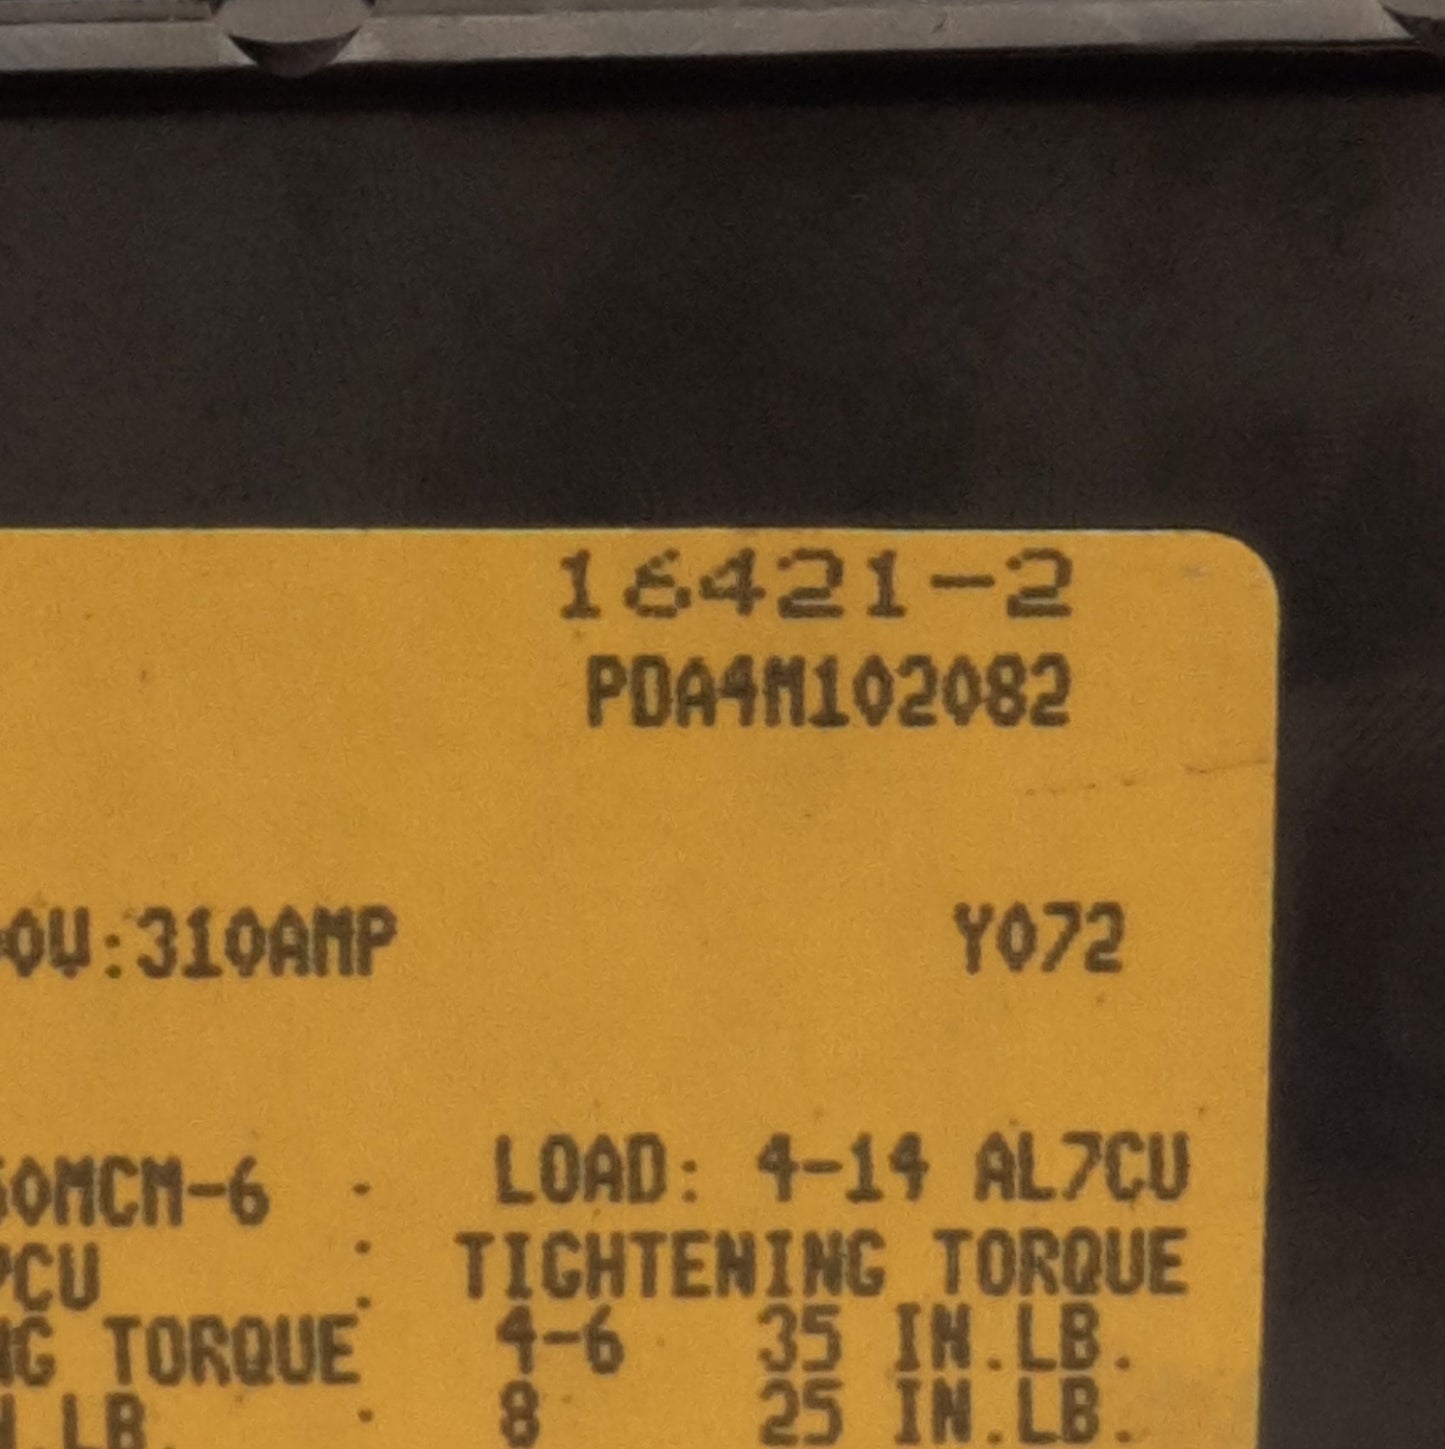 16421-2
PDA4M102082
0V:310AMP
Y072
0MCM-6 : LOAD: 4-14 AL7CU
CU : TIGHTENING TORQUE
G TORQUE 4-6 35 IN.LB.
LB. 8 25 IN.LB.